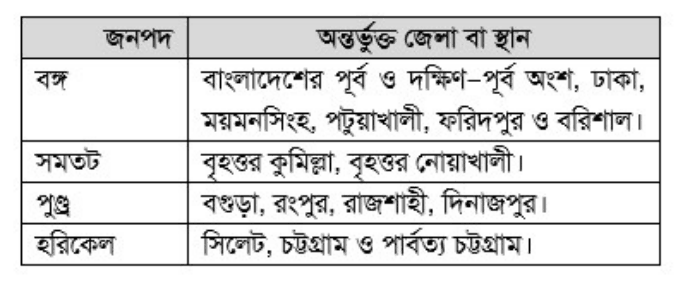 জনপদ অন্তর্ভুক্ত জেলা বা স্থান
বঙ্গ বাংলাদেশের পূর্ব ও দক্ষিণ-পূর্ব অংশ, ঢাকা,
ময়মনসিংহ, পটুয়াখালী, ফরিদপুর ও বরিশাল।
সমতট বৃহত্তর কুমিল্লা, বৃহত্তর নোয়াখালী।
পুণ্ড্র বগুড়া, রংপুর, রাজশাহী, দিনাজপুর।
হরিকেল সিলেট, চট্টগ্রাম ও পার্বত্য চট্টগ্রাম।